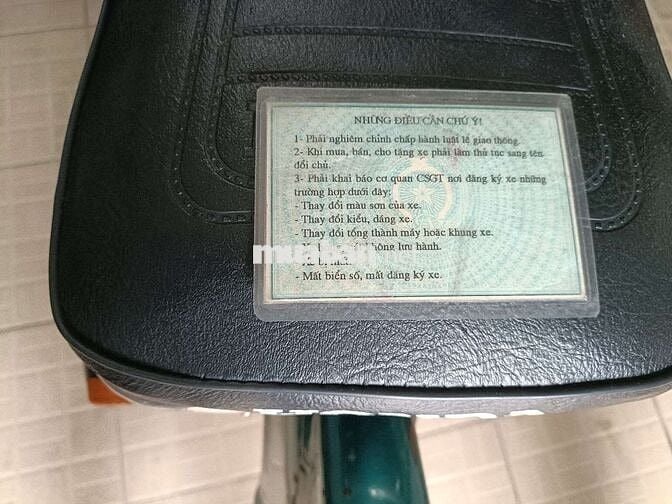 NHỮNG ĐIỀU CẦN CHÚ Ý!
1- Phải nghiêm chỉnh chấp hành luật lệ giao thông.
2- Khi mua, bán, cho tặng xe phải làm thủ tục sang tên
đổi chủ.
3- Phải khai báo cơ quan CSGT nơi đăng ký xe những
trường hợp dưới đây:
- Thay đổi màu sơn của xe.
- Thay đổi kiểu, dáng xe.
- Thay đổi tổng thành máy hoặc khung xe.
không lưu hành.
- Mất biển số, mất đăng ký xe.